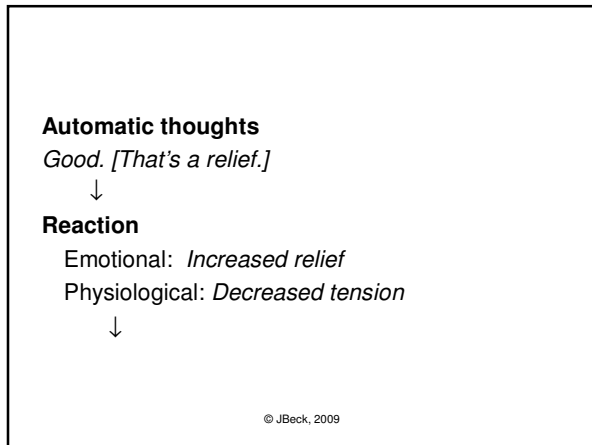 Automatic thoughts
Good. [That's a relief.]
↓
Reaction
Emotional: Increased relief
Physiological: Decreased tension
↓
© JBeck, 2009